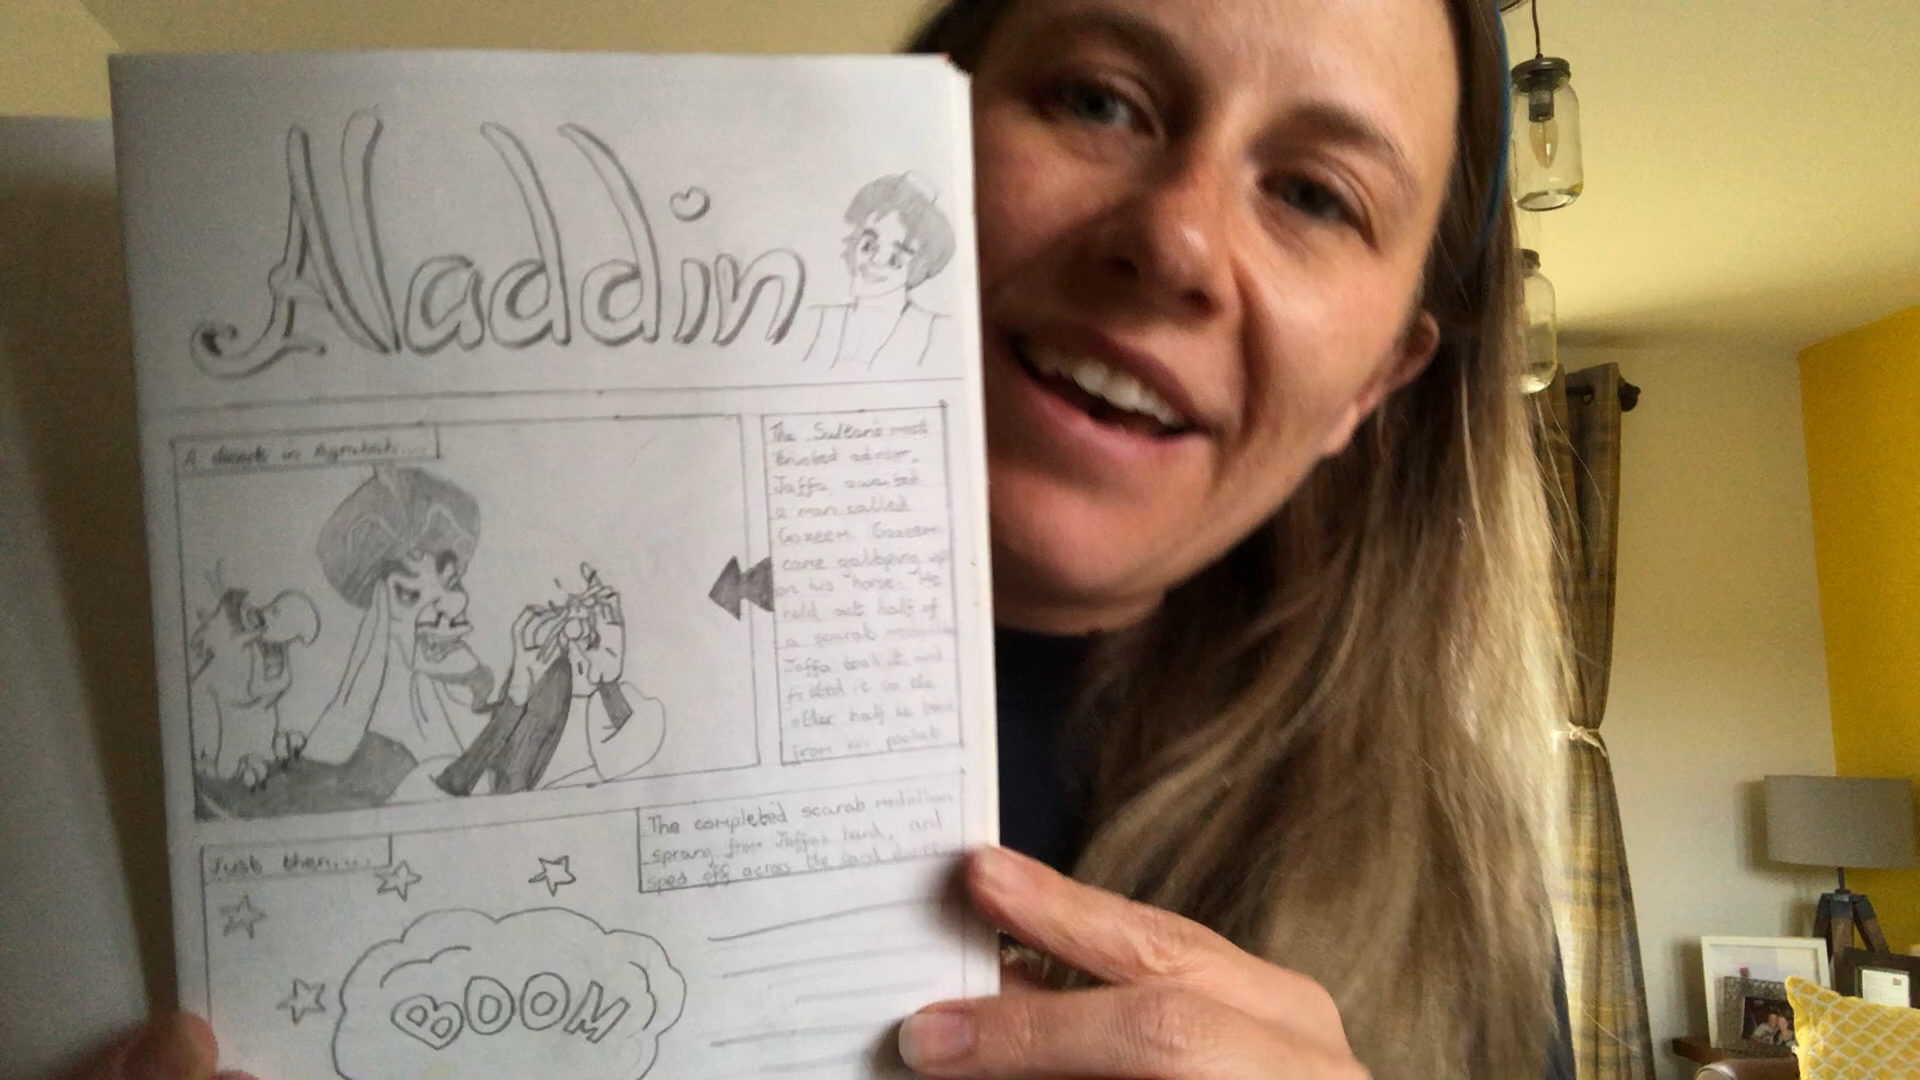 Aladdin
A desert in Agrabah....
The Sultan's most
trusted advisor,
Jaffa awaited
a man called
Gazeem. Gazeem
came galloping up
on his horse. He
held out half of
a scarab
Jaffa took it and
fitted it to the
other half he
from his pocket
Just then....
The completed scarab medallion
sprang from Jaffa's hand, and
sped off across the sand
BOOM